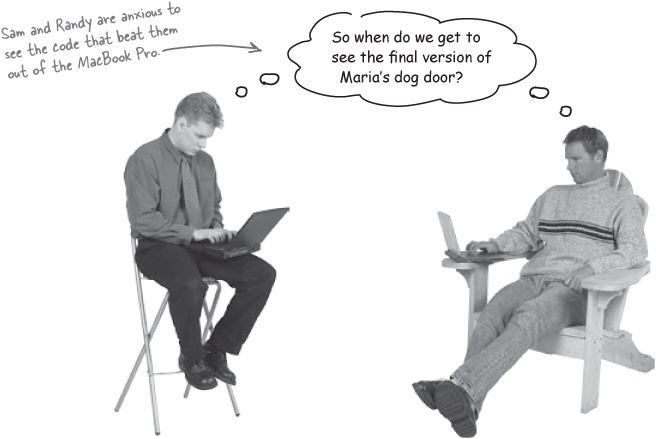 Sam and Randy are anxious to
see the code that beat them
out of the MacBook Pro.
So when do we get to
see the final version of
Maria's dog door?